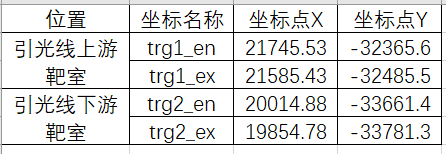 位置 坐标名称 坐标点X 坐标点Y
引光线上游靶室 trg1_en 21745.53 -32365.6
trg1_ex 21585.43 -32485.5
引光线下游靶室 trg2_en 20014.88 -33661.4
trg2_ex 19854.78 -33781.3